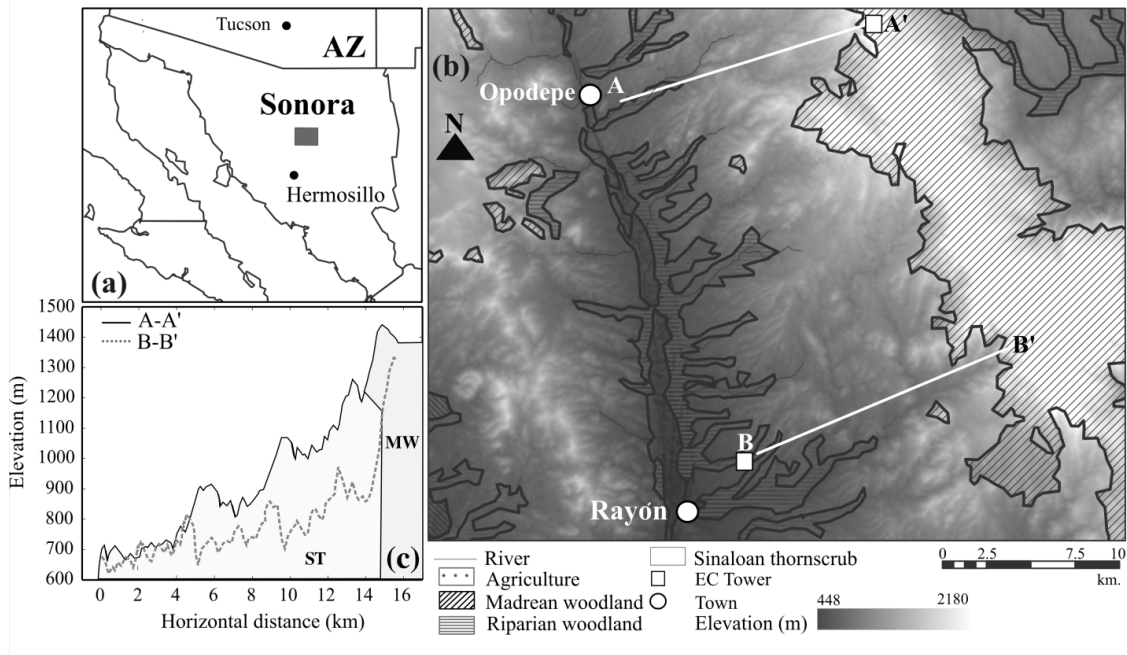 Tucson
AZ
Sonora
Hermosillo
(a)
1500
1400
1300
1200
1100
1000
900
800
700
600
Elevation (m)
A-A'
B-B'
MW
ST
(c)
0 2 4 6 8 10 12 14 16
Horizontal distance (km)
(b)
A'
Opodepe A
N
B'
B
Rayón
River
Agriculture
Madrean woodland
Riparian woodland
Sinaloan thornscrub
EC Tower
Town
Elevation (m)
448 2180
0 2.5 7.5 10
km.